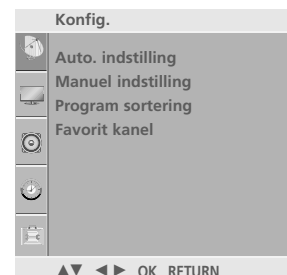 Konfig.
Auto. indstilling
Manuel indstilling
Program sortering
Favorit kanel
▲▼ ◄► OK RETURN